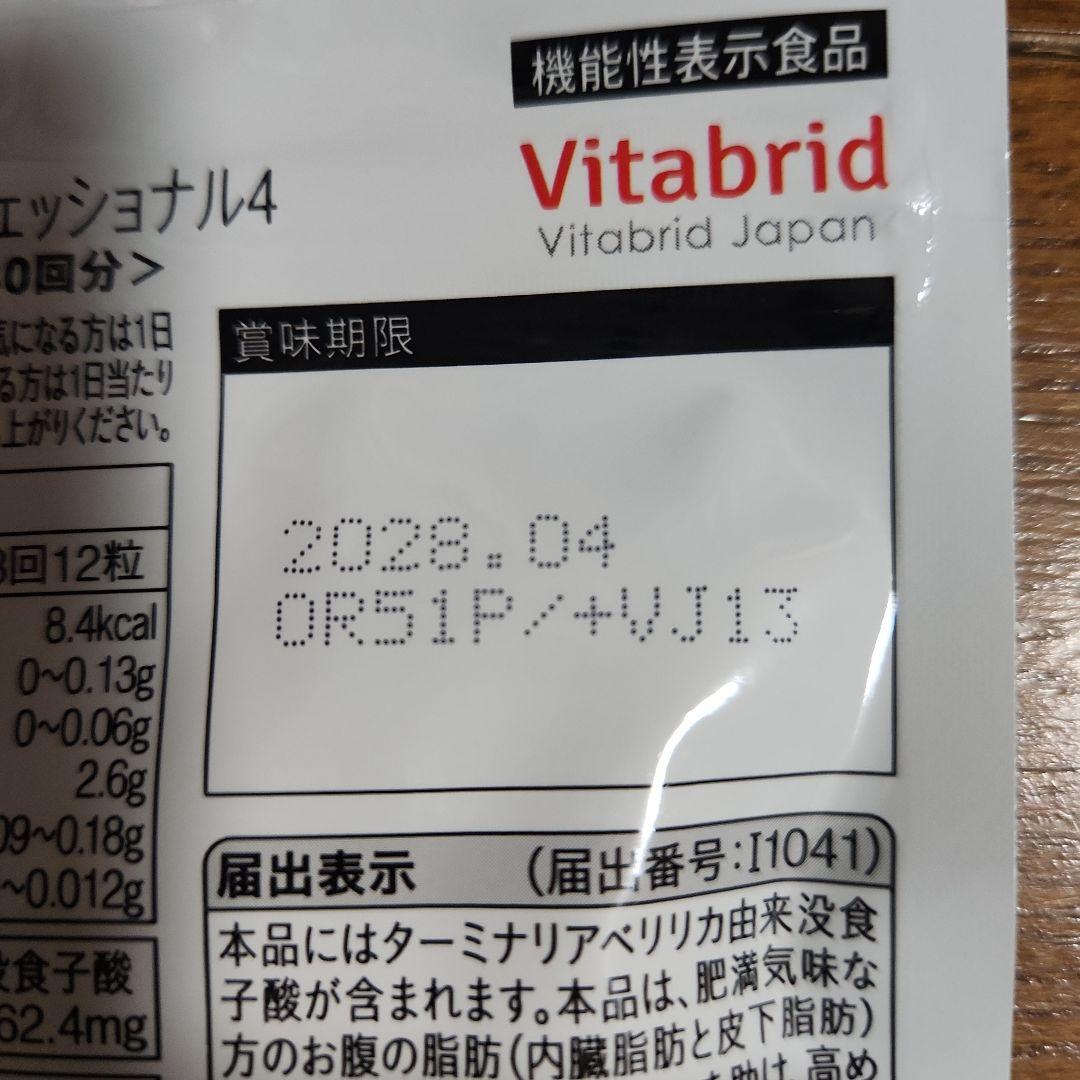 機能性表示食品
Vitabrid
Vitabrid Japan
ェッショナル4
0回分＞
気になる方は1日
る方は1日当たり
上がりください。
賞味期限
2028.04
OR51P/+VJ13
3回12粒
8.4kcal
0~0.13g
0~0.06g
2.6g
09~0.18g
~0.012g
没食子酸
62.4mg
届出表示 (届出番号:I1041)
本品にはターミナリアベリリカ由来没食
子酸が含まれます。本品は、肥満気味な
方のお腹の脂肪(内臓脂肪と皮下脂肪)
助け、高め